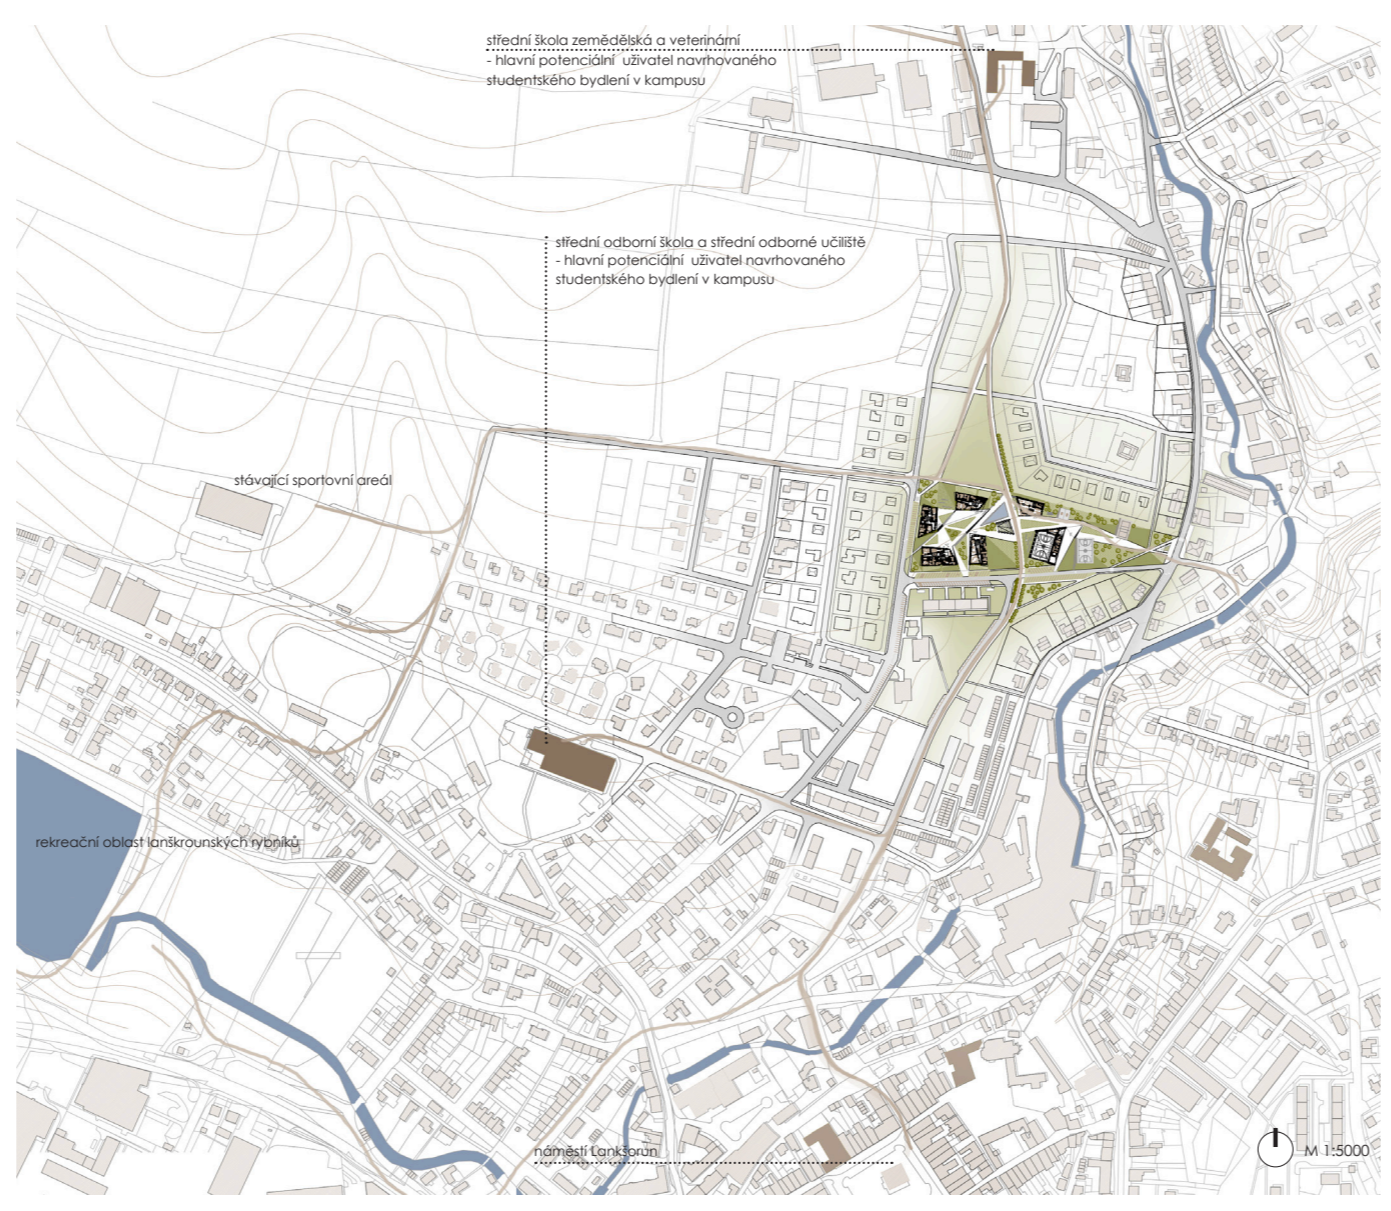 střední škola zemědělská a veterinární
- hlavní potenciální uživatel navrhovaného
studentského bydlení v kampusu
střední odborní škola a střední odborné učiliště
- hlavní potenciální uživatel navrhovaného
studentského bydlení v kampusu
stávající sportovní areál
rekreační oblast lanškrounských rybníků
náměstí Lankšorun
M 1:5000